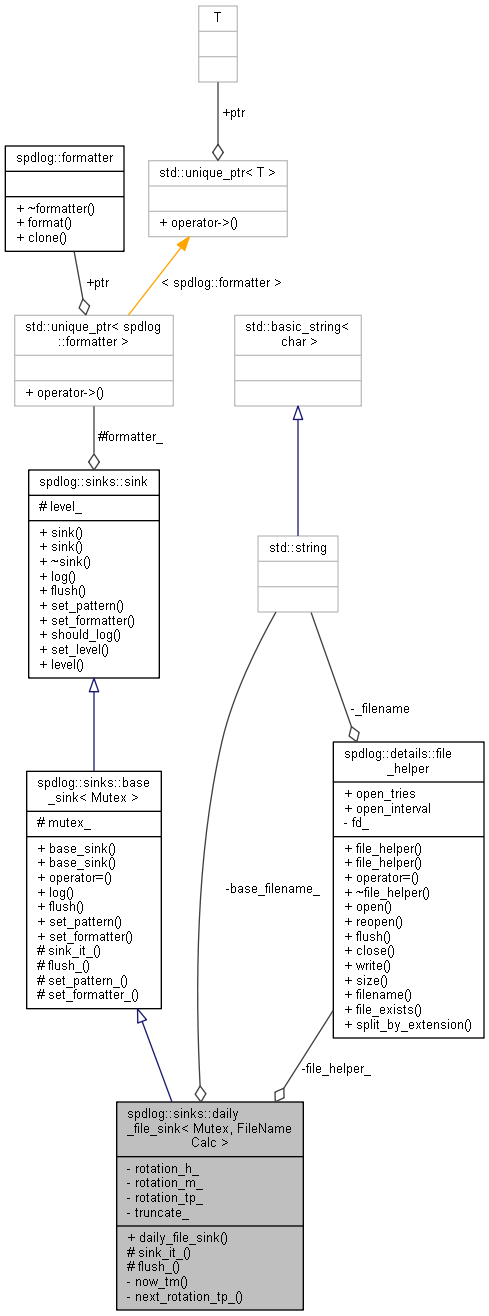 T
+ptr
spdlog::formatter
+ ~formatter()
+ format()
+ clone()
std::unique_ptr< T >
+ operator->()
+ptr
< spdlog::formatter >
std::unique_ptr< spdlog
::formatter >
+ operator->()
std::basic_string<
char >
#formatter_
spdlog::sinks::sink
# level_
+ sink()
+ sink()
+ ~sink()
+ log()
+ flush()
+ set_pattern()
+ set_formatter()
+ should_log()
+ set_level()
+ level()
std::string
-_filename
spdlog::details::file
_helper
+ open_tries
+ open_interval
- fd_
+ file_helper()
+ file_helper()
+ operator=()
+ ~file_helper()
+ open()
+ reopen()
+ flush()
+ close()
+ write()
+ size()
+ filename()
+ file_exists()
+ split_by_extension()
spdlog::sinks::base
_sink< Mutex >
# mutex_
+ base_sink()
+ base_sink()
+ operator=()
+ log()
+ flush()
+ set_pattern()
+ set_formatter()
# sink_it_()
# flush_()
# set_pattern_()
# set_formatter_()
-base_filename_
-file_helper_
spdlog::sinks::daily
_file_sink< Mutex, FileName
Calc >
- rotation_h_
- rotation_m_
- rotation_tp_
- truncate_
+ daily_file_sink()
# sink_it_()
# flush_()
- now_tm()
- next_rotation_tp_()